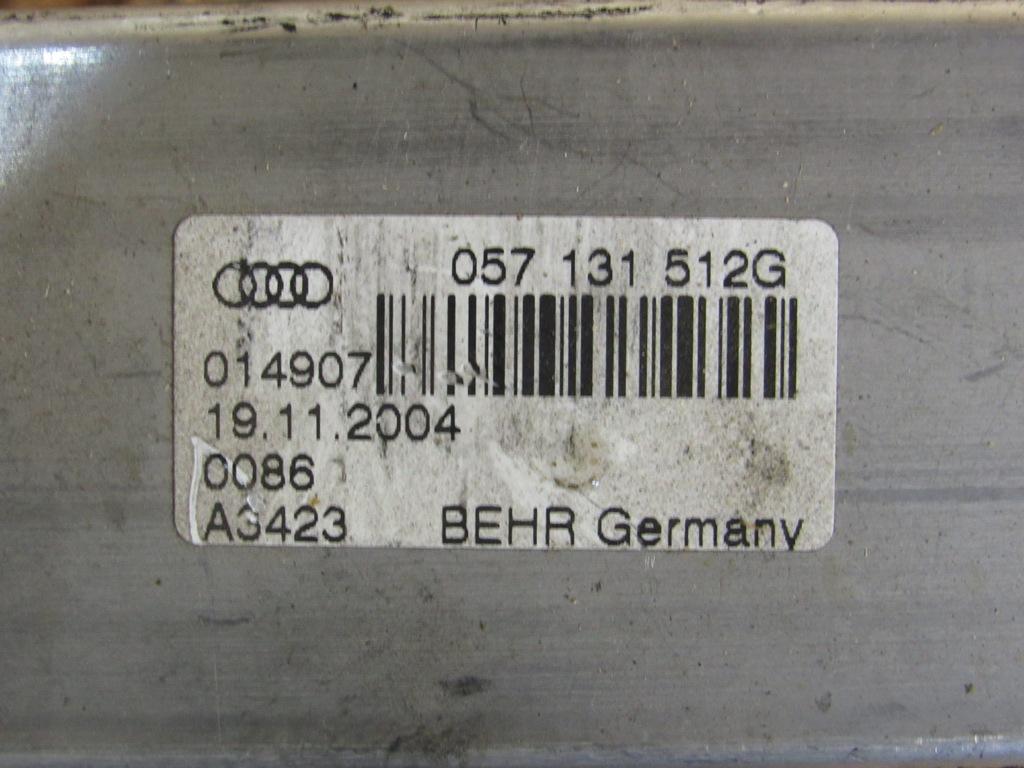 057 131 512G
014907
19.11.2004
0086
A3423
BEHR Germany